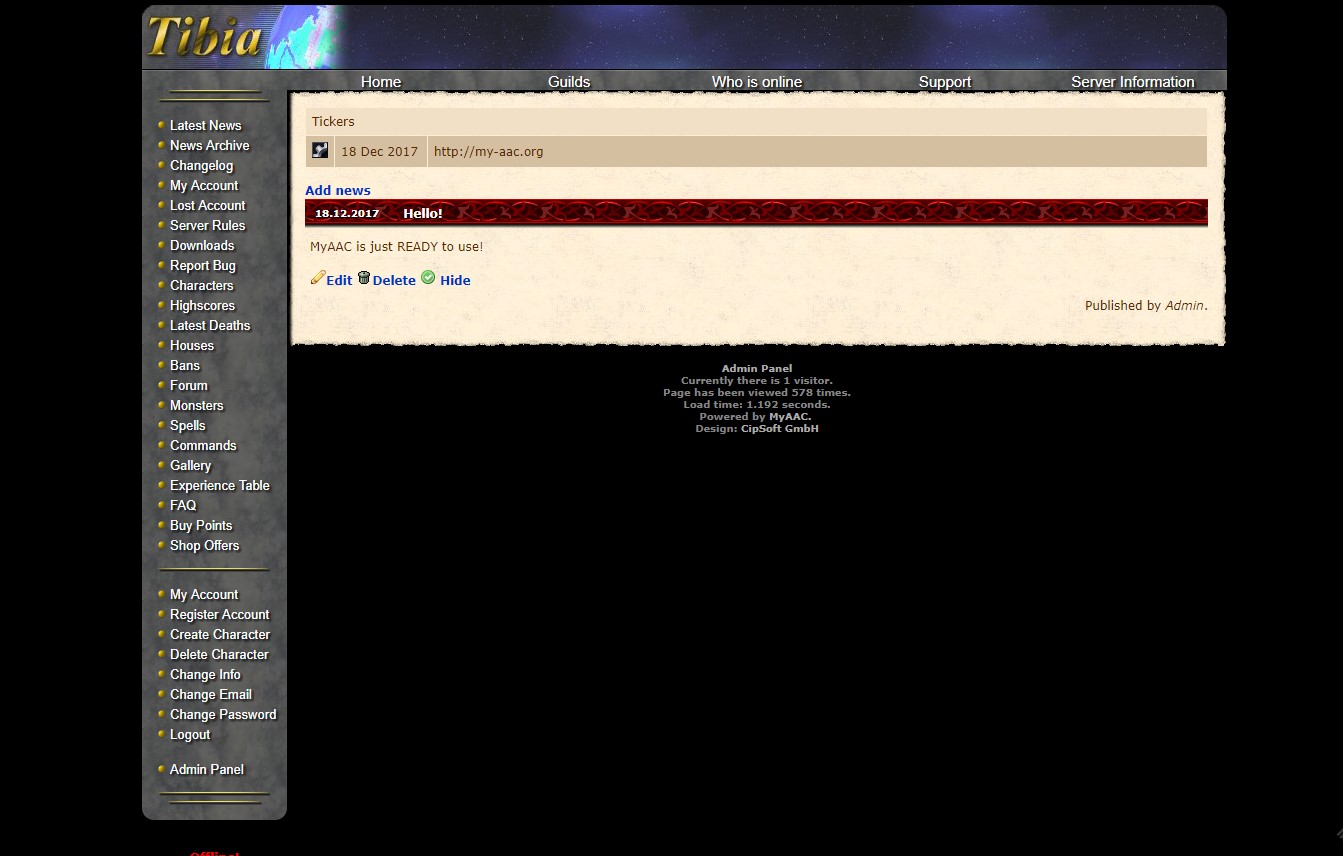 Tibia
Home Guilds Who is online Support Server Information
Latest News
News Archive
Changelog
My Account
Lost Account
Server Rules
Downloads
Report Bug
Characters
Highscores
Latest Deaths
Houses
Bans
Forum
Monsters
Spells
Commands
Gallery
Experience Table
FAQ
Buy Points
Shop Offers
My Account
Register Account
Create Character
Delete Character
Change Info
Change Email
Change Password
Logout
Admin Panel
Offline!
Tickers
18 Dec 2017 http://my-aac.org
Add news
18.12.2017 Hello!
MyAAC is just READY to use!
Edit Delete Hide
Published by Admin.
Admin Panel
Currently there is 1 visitor.
Page has been viewed 578 times.
Load time: 1.192 seconds.
Powered by MyAAC.
Design: CipSoft GmbH